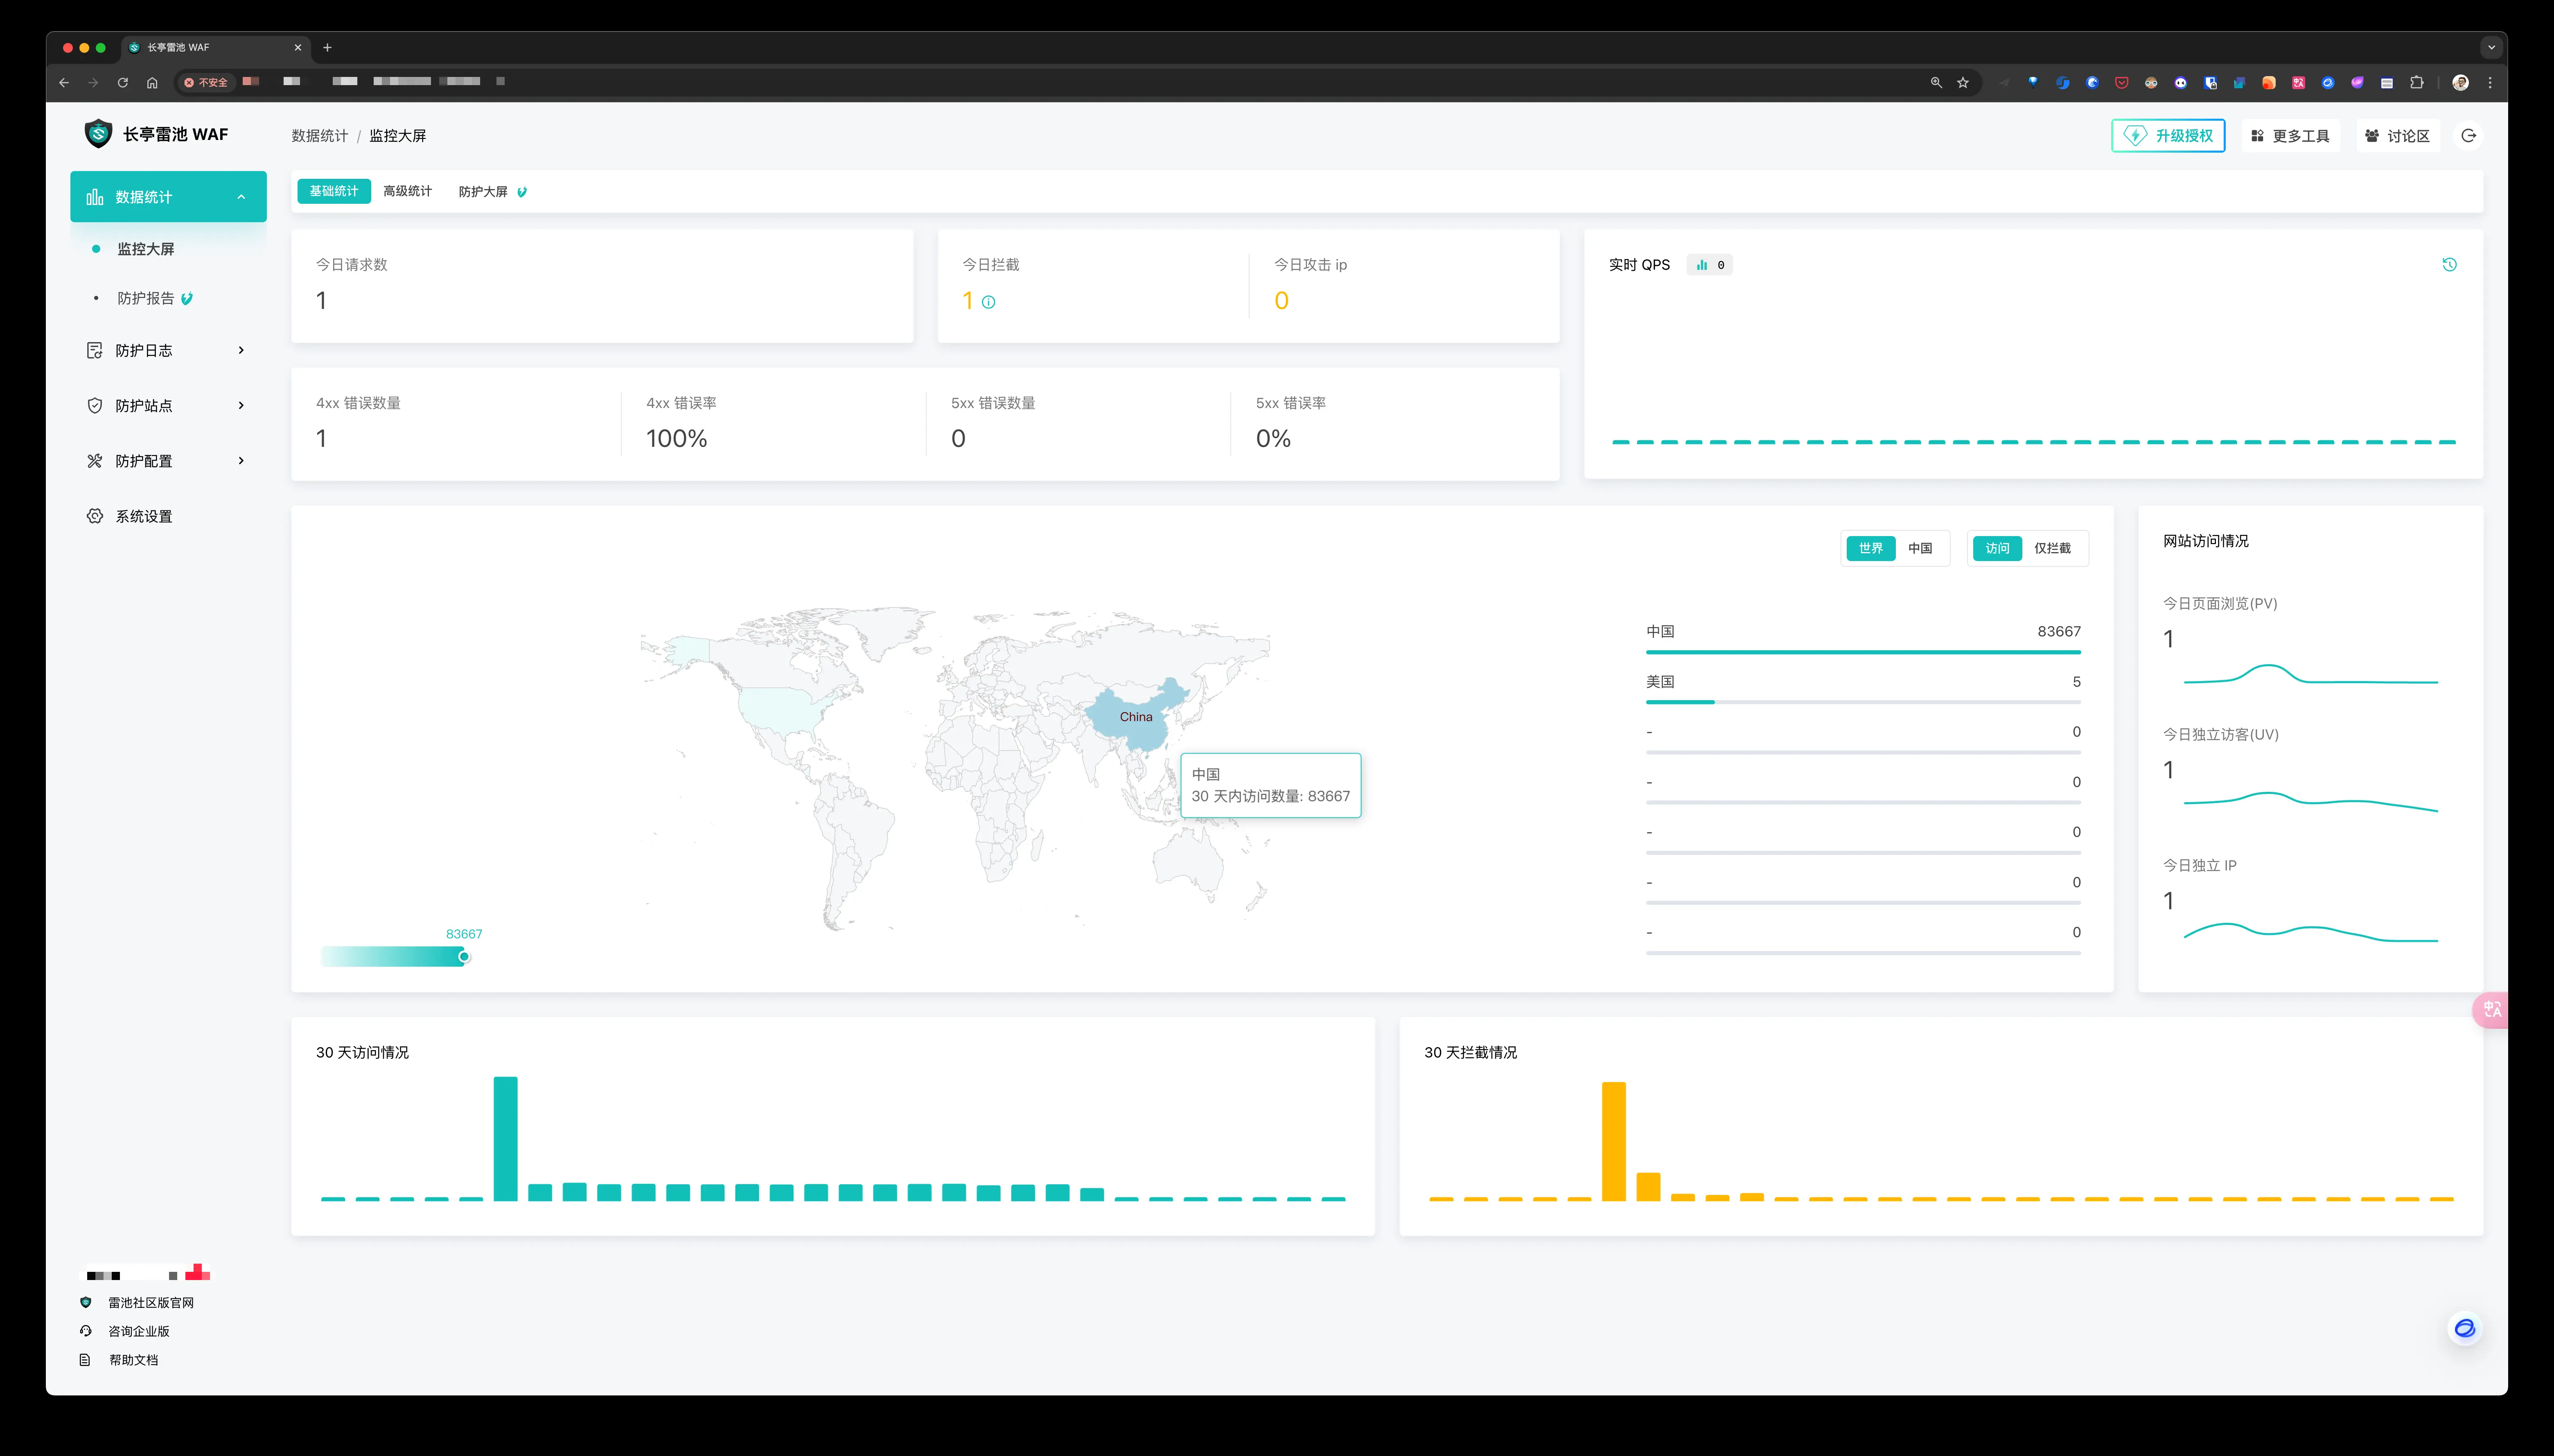 长亭雷池 WAF
不安全
长亭雷池 WAF
数据统计 / 监控大屏
升级授权
更多工具
讨论区
数据统计
监控大屏
防护报告
防护日志
防护站点
防护配置
系统设置
基础统计 高级统计 防护大屏
今日请求数
1
今日拦截
1
今日攻击 ip
0
实时 QPS 0
4xx 错误数量
1
4xx 错误率
100%
5xx 错误数量
0
5xx 错误率
0%
世界 中国
访问 仅拦截
China
中国
30 天内访问数量: 83667
83667
中国 83667
美国 5
- 0
- 0
- 0
- 0
- 0
网站访问情况
今日页面浏览(PV)
1
今日独立访客(UV)
1
今日独立 IP
1
30 天访问情况
30 天拦截情况
雷池社区版官网
咨询企业版
帮助文档